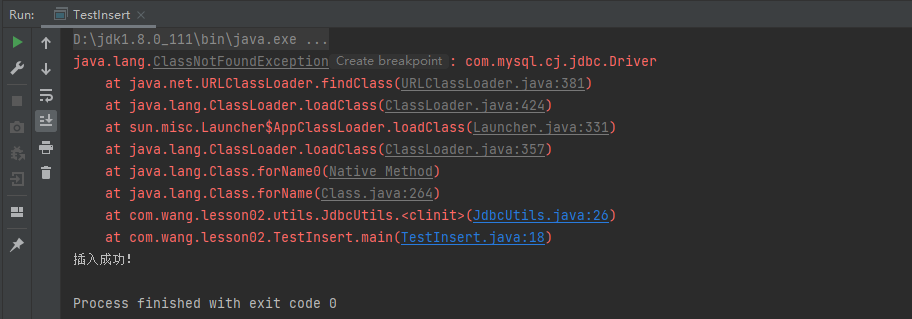 Run: TestInsert ×
D:\jdk1.8.0_111\bin\java.exe ...
java.lang.ClassNotFoundException Create breakpoint : com.mysql.cj.jdbc.Driver
at java.net.URLClassLoader.findClass(URLClassLoader.java:381)
at java.lang.ClassLoader.loadClass(ClassLoader.java:424)
at sun.misc.Launcher$AppClassLoader.loadClass(Launcher.java:331)
at java.lang.ClassLoader.loadClass(ClassLoader.java:357)
at java.lang.Class.forName0(Native Method)
at java.lang.Class.forName(Class.java:264)
at com.wang.lesson02.utils.JdbcUtils.<clinit>(JdbcUtils.java:26)
at com.wang.lesson02.TestInsert.main(TestInsert.java:18)
插入成功!
Process finished with exit code 0